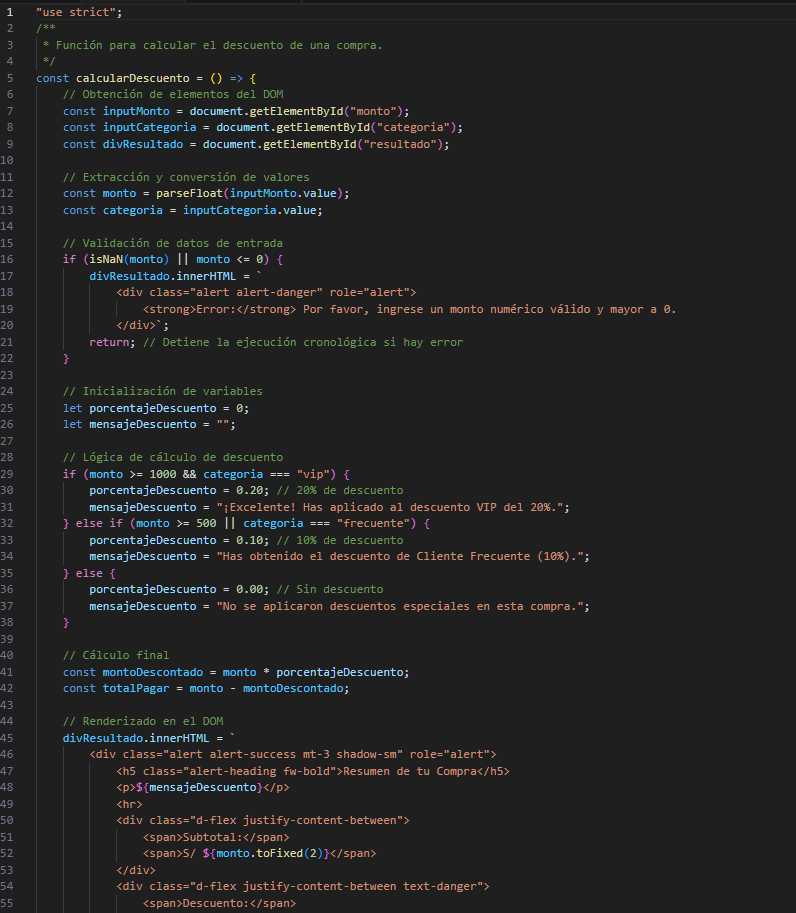 1 "use strict";
2 /**
3  * Función para calcular el descuento de una compra.
4  */
5 const calcularDescuento = () => {
6     // Obtención de elementos del DOM
7     const inputMonto = document.getElementById("monto");
8     const inputCategoria = document.getElementById("categoria");
9     const divResultado = document.getElementById("resultado");
10
11     // Extracción y conversión de valores
12     const monto = parseFloat(inputMonto.value);
13     const categoria = inputCategoria.value;
14
15     // Validación de datos de entrada
16     if (isNaN(monto) || monto <= 0) {
17         divResultado.innerHTML = `
18             <div class="alert alert-danger" role="alert">
19                 <strong>Error:</strong> Por favor, ingrese un monto numérico válido y mayor a 0.
20             </div>`;
21         return; // Detiene la ejecución cronológica si hay error
22     }
23
24     // Inicialización de variables
25     let porcentajeDescuento = 0;
26     let mensajeDescuento = "";
27
28     // Lógica de cálculo de descuento
29     if (monto >= 1000 && categoria === "vip") {
30         porcentajeDescuento = 0.20; // 20% de descuento
31         mensajeDescuento = "¡Excelente! Has aplicado al descuento VIP del 20%.";
32     } else if (monto >= 500 || categoria === "frecuente") {
33         porcentajeDescuento = 0.10; // 10% de descuento
34         mensajeDescuento = "Has obtenido el descuento de Cliente Frecuente (10%).";
35     } else {
36         porcentajeDescuento = 0.00; // Sin descuento
37         mensajeDescuento = "No se aplicaron descuentos especiales en esta compra.";
38     }
39
40     // Cálculo final
41     const montoDescontado = monto * porcentajeDescuento;
42     const totalPagar = monto - montoDescontado;
43
44     // Renderizado en el DOM
45     divResultado.innerHTML = `
46         <div class="alert alert-success mt-3 shadow-sm" role="alert">
47             <h5 class="alert-heading fw-bold">Resumen de tu Compra</h5>
48             <p>${mensajeDescuento}</p>
49             <hr>
50             <div class="d-flex justify-content-between">
51                 <span>Subtotal:</span>
52                 <span>S/ ${monto.toFixed(2)}</span>
53             </div>
54             <div class="d-flex justify-content-between text-danger">
55                 <span>Descuento:</span>